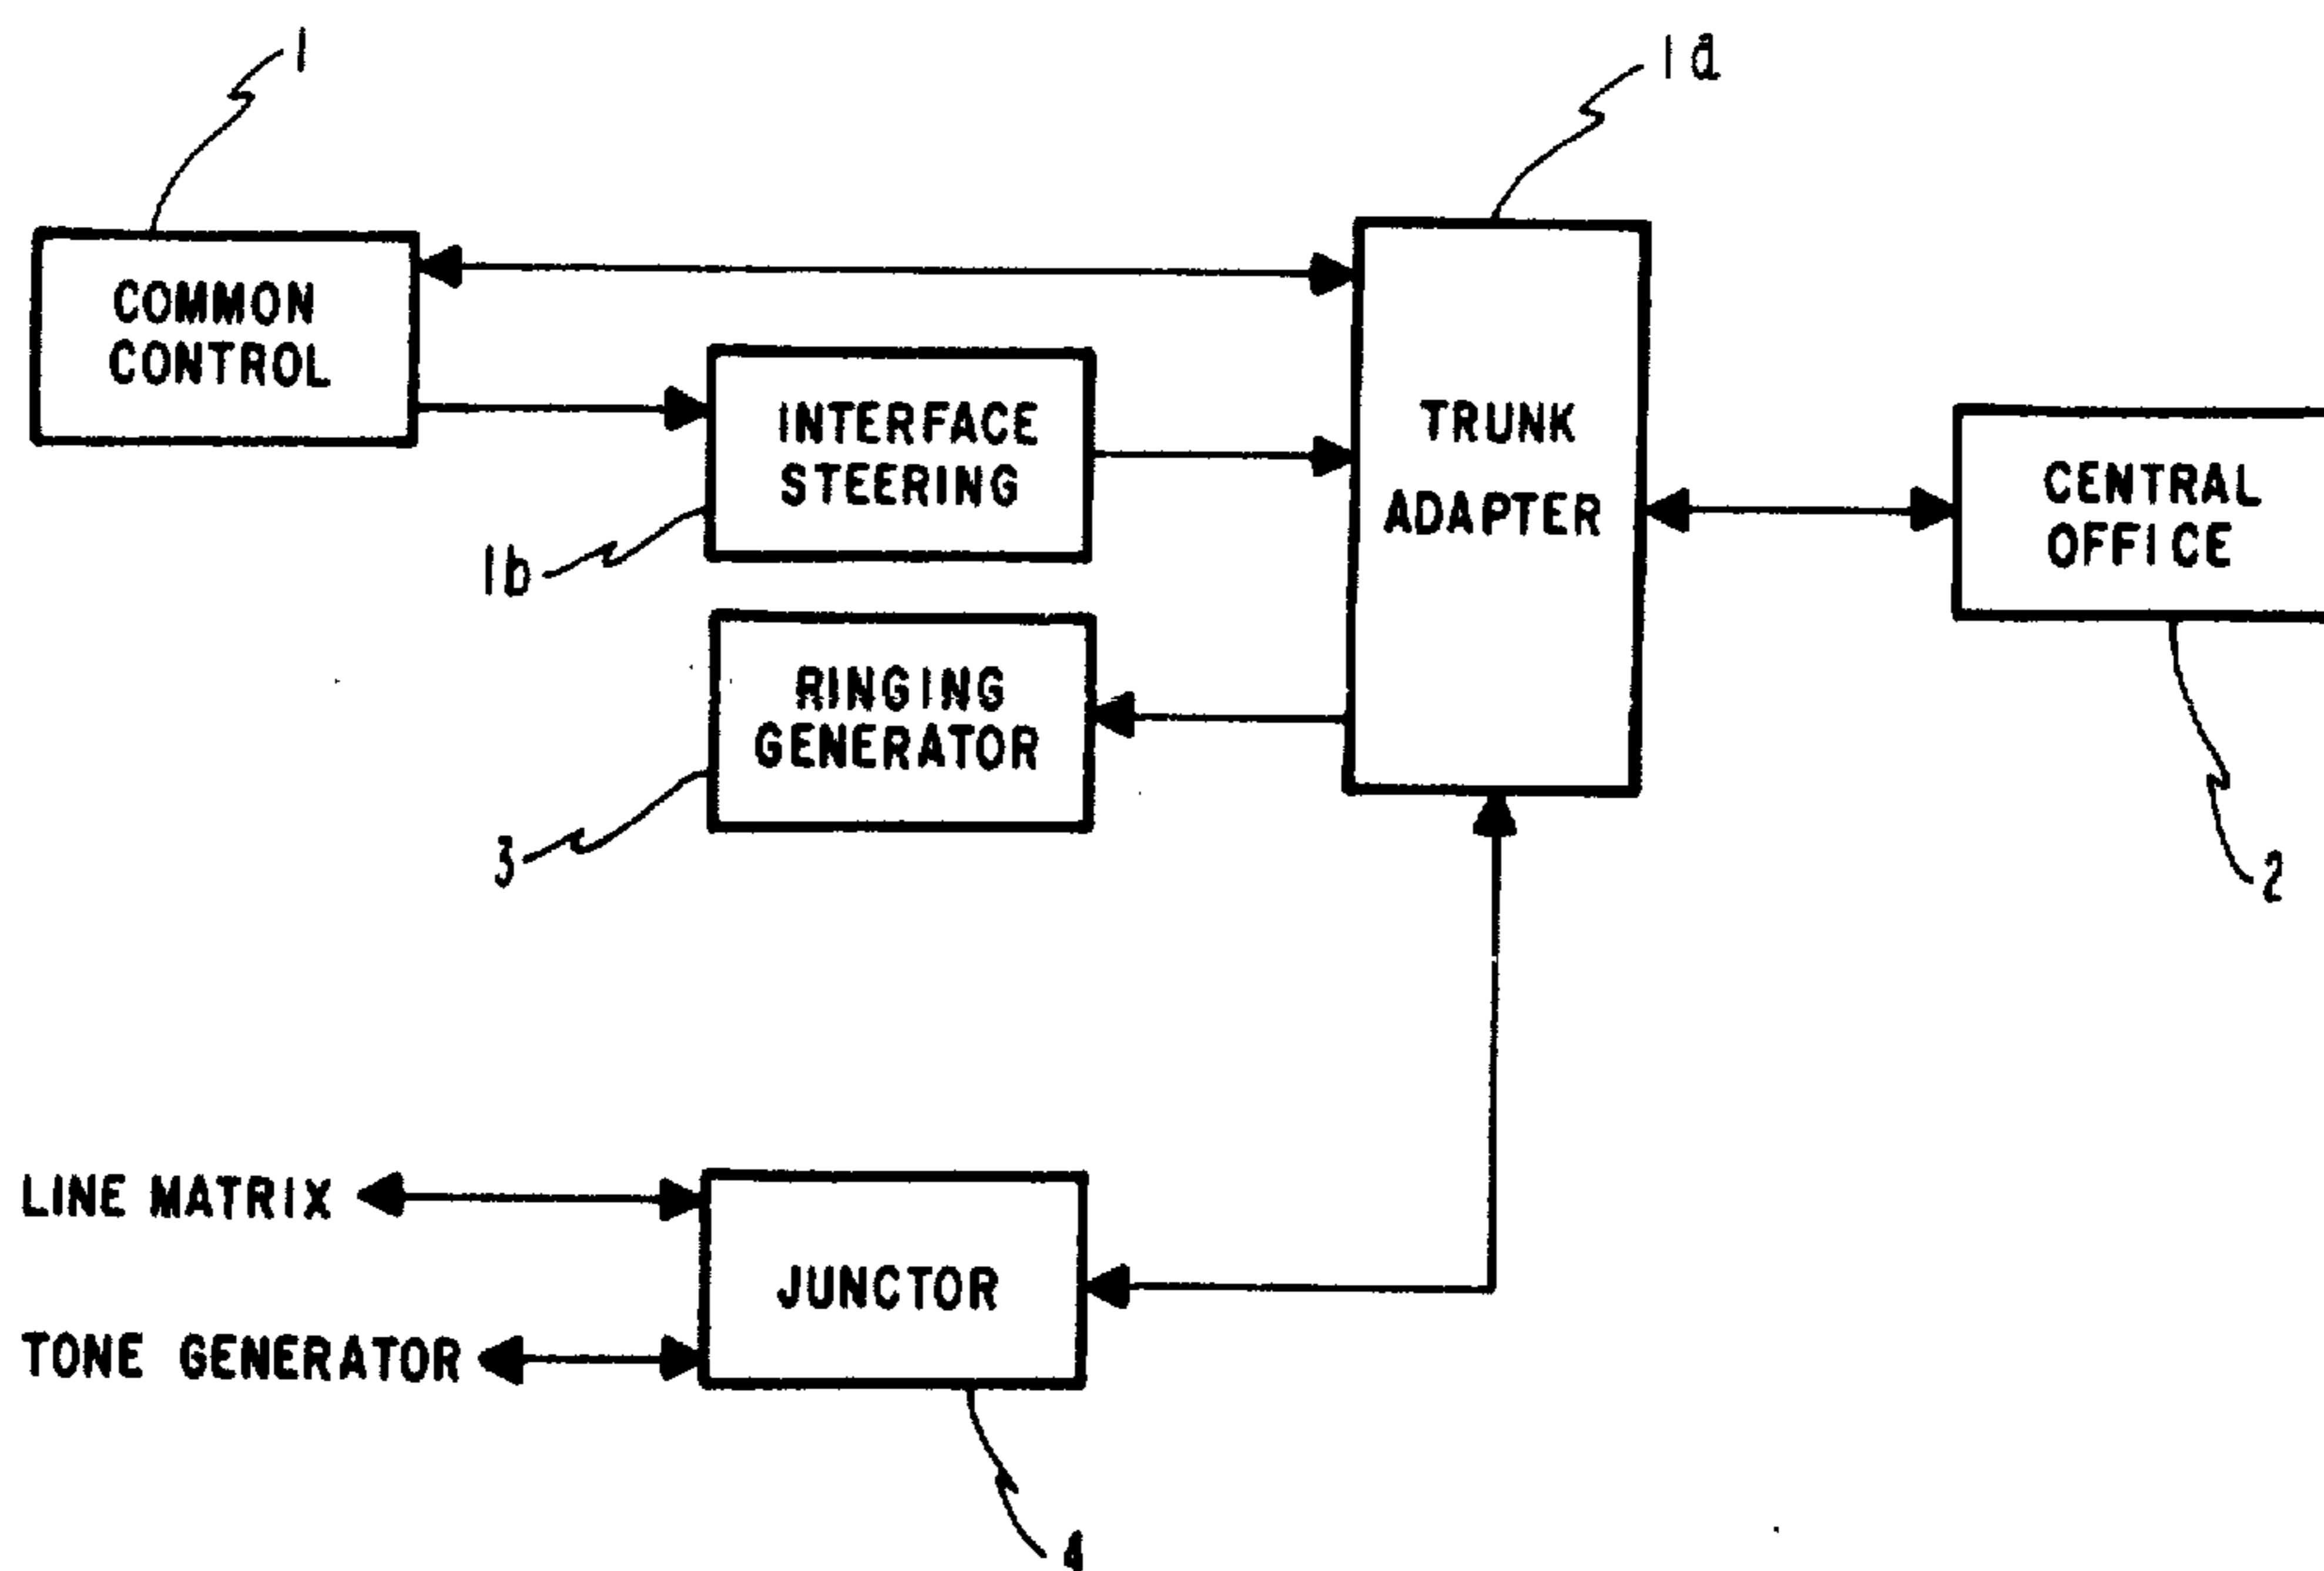 1
1a
COMMON
CONTROL
INTERFACE
STEERING
TRUNK
ADAPTER
CENTRAL
OFFICE
1b
RINGING
GENERATOR
3
2
LINE MATRIX
JUNCTOR
TONE GENERATOR
4